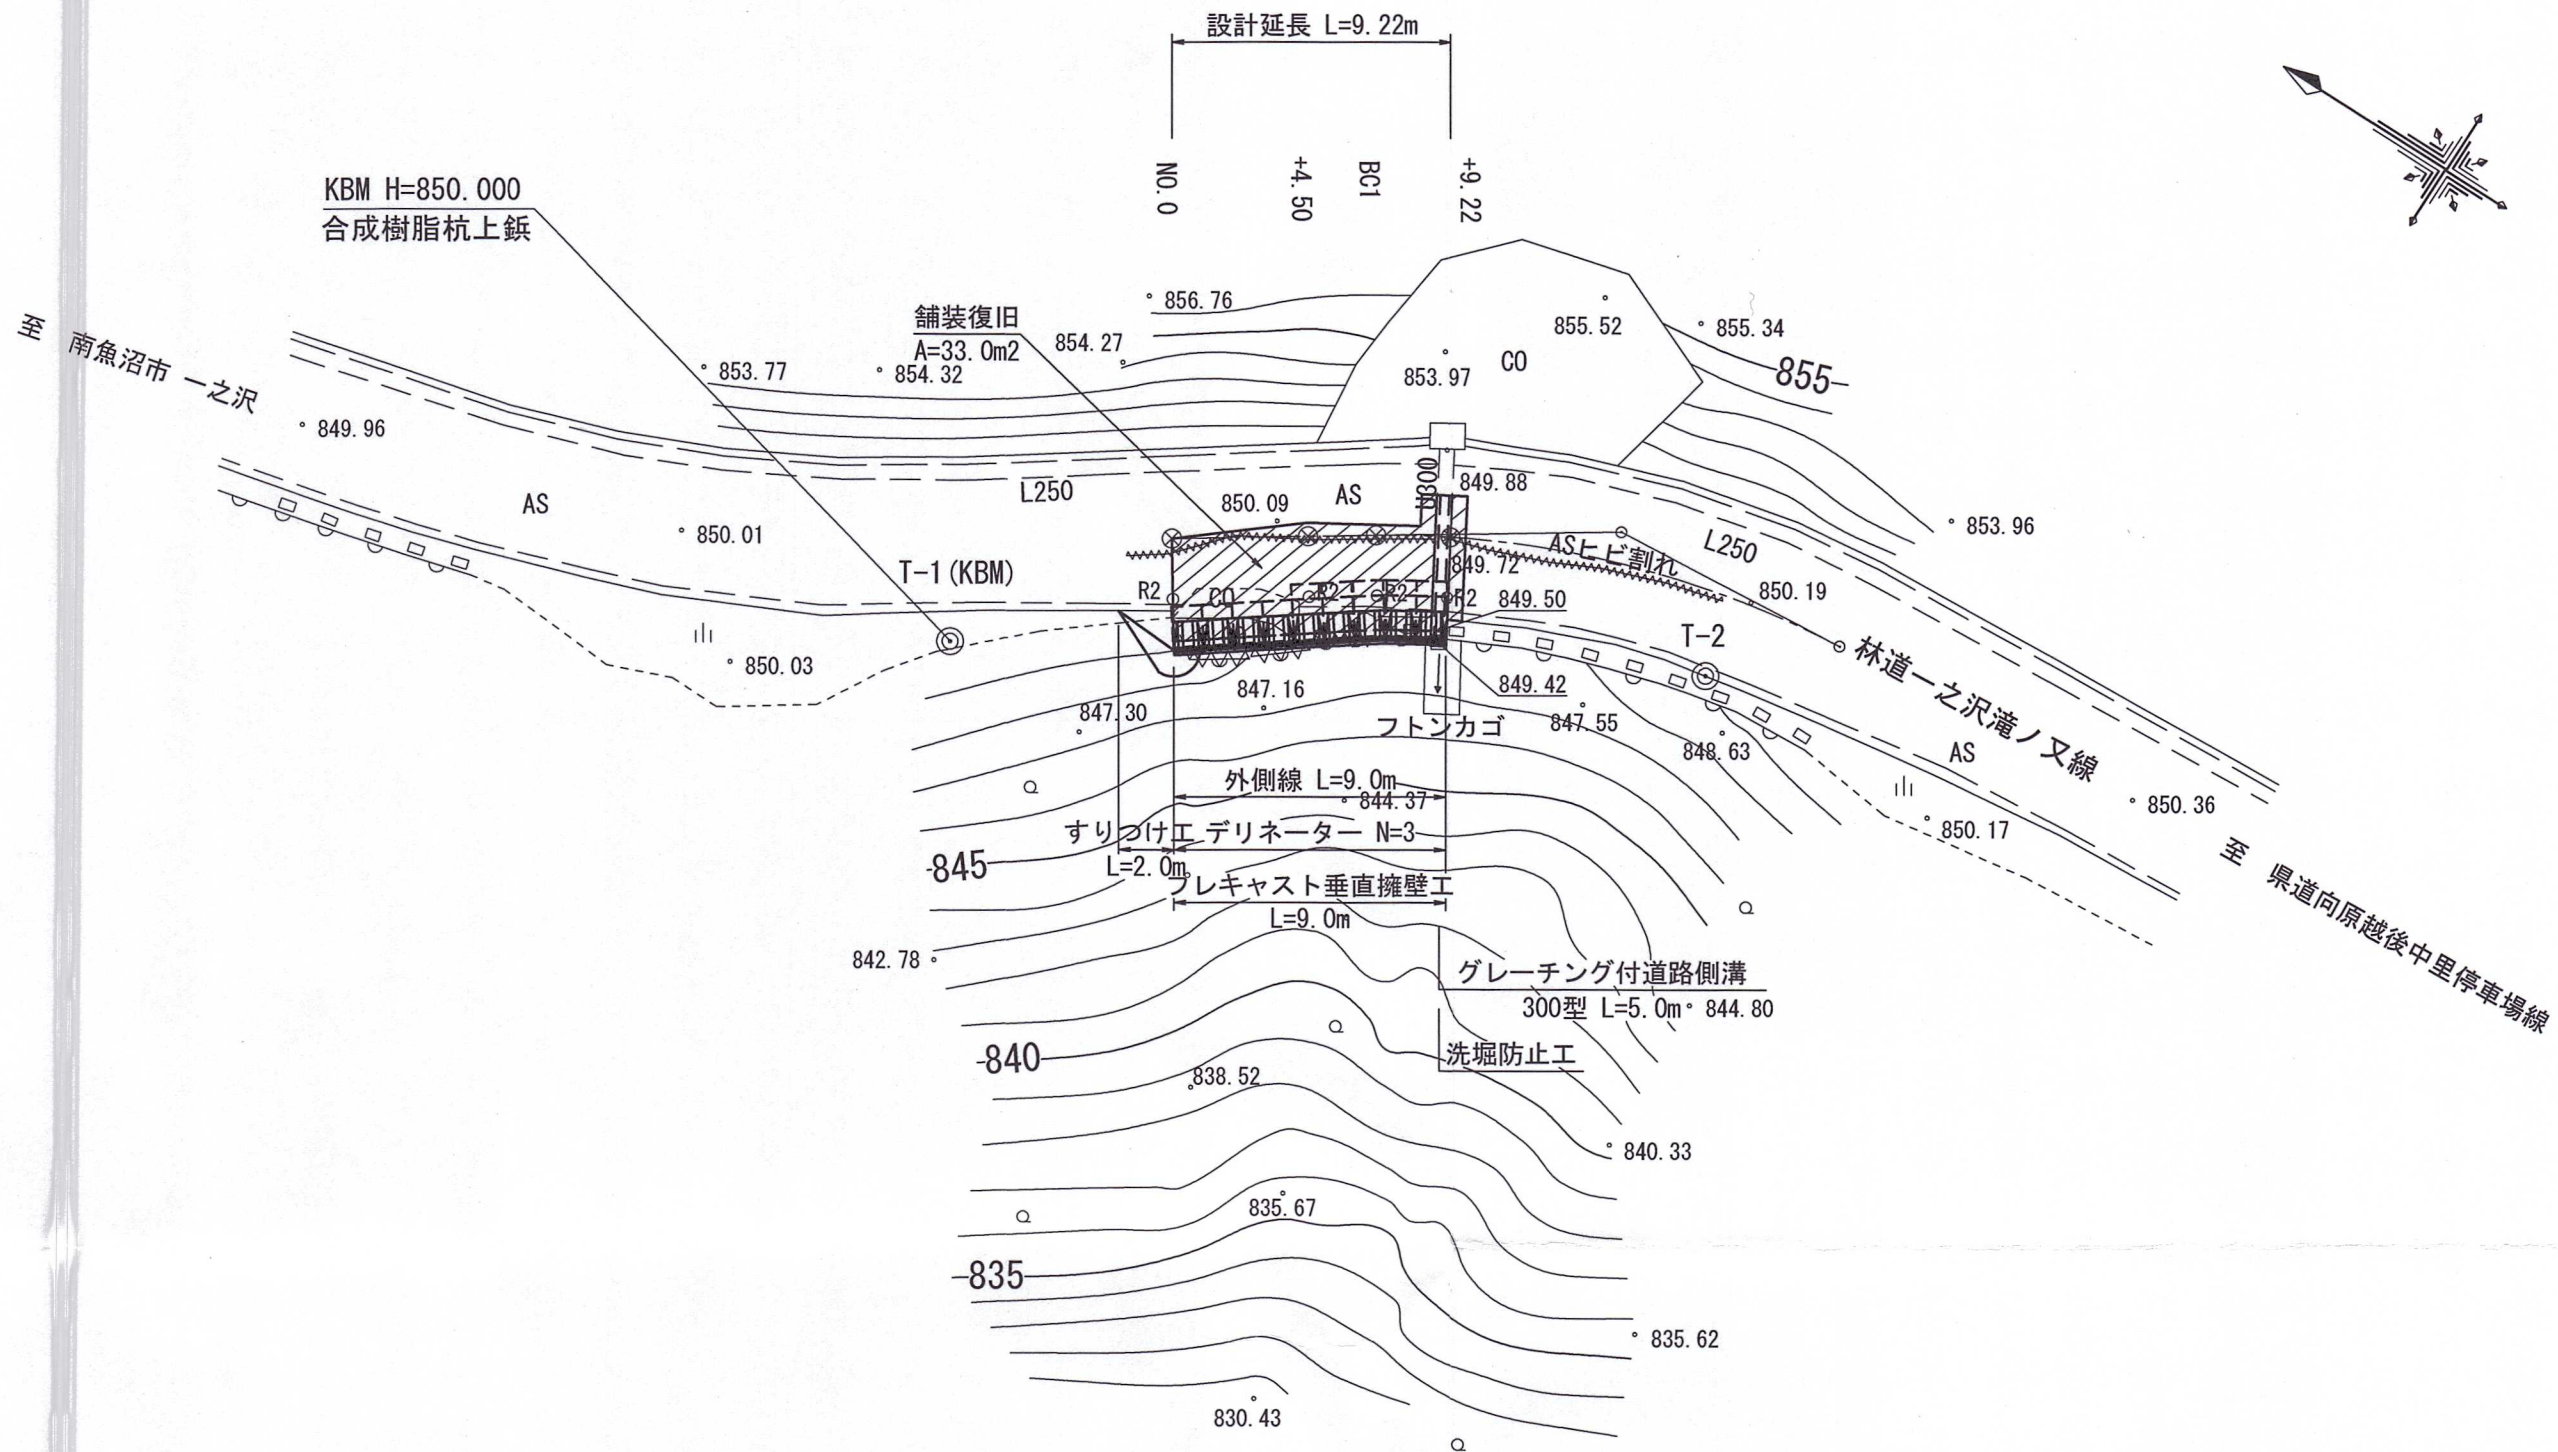 設計延長 L=9.22m
NO.0
+4.50
BC1
+9.22
KBM H=850.000
合成樹脂杭上鋲
至 南魚沼市 一之沢
舗装復旧
A=33.0m2
856.76
854.27
853.77
854.32
855.52
855.34
853.97
CO
855
849.96
AS
L250
850.09
AS
U300
849.88
853.96
850.01
T-1(KBM)
ASヒビ割れ
L250
849.72
850.19
R2
CO
R2
R2
R2
849.50
T-2
850.03
847.16
849.42
847.30
フトンカゴ
847.55
848.63
林道一之沢滝ノ又線
AS
850.36
850.17
至 県道向原越後中里停車場線
外側線 L=9.0m
844.37
すりつけ工
デリネーター N=3
L=2.0m
845
プレキャスト垂直擁壁工
L=9.0m
842.78
グレーチング付道路側溝
300型 L=5.0m
844.80
840
洗堀防止工
838.52
840.33
835.67
835
835.62
830.43